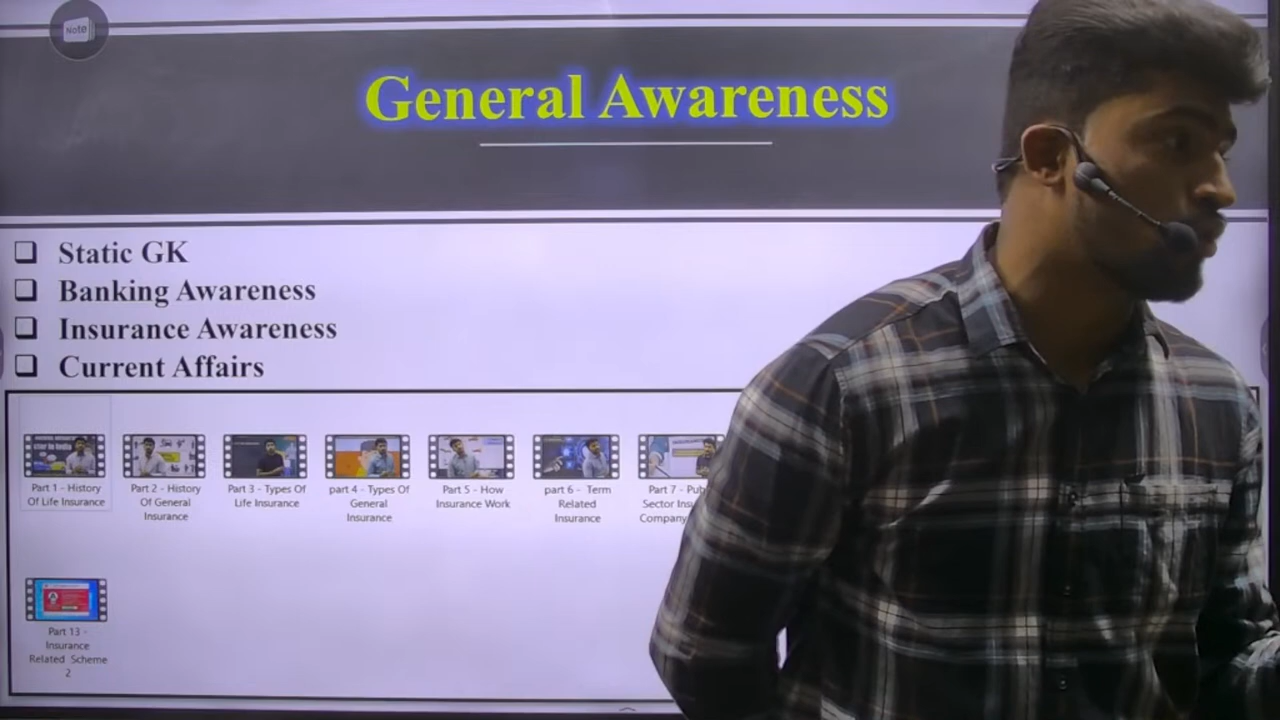 Note
General Awareness
Static GK
Banking Awareness
Insurance Awareness
Current Affairs
Part 1 - History
Of Life Insurance
Part 2 - History
Of General
Insurance
Part 3 - Types Of
Life Insurance
part 4 - Types Of
General
Insurance
Part 5 - How
Insurance Work
part 6 - Term
Related
Insurance
Part 7 -
Sector
Company
Part 13 -
Insurance
Related Scheme
2